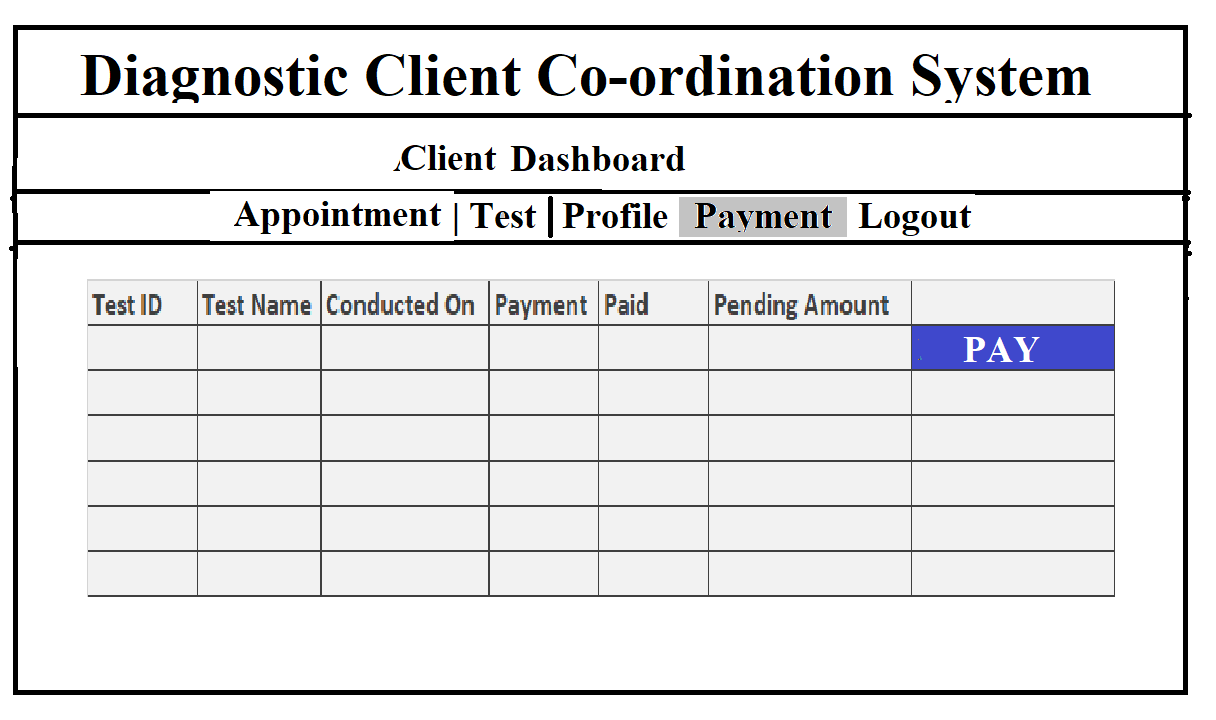 Diagnostic Client Co-ordination System
Client Dashboard
Appointment | Test | Profile Payment Logout
Test ID Test Name Conducted On Payment Paid Pending Amount
PAY